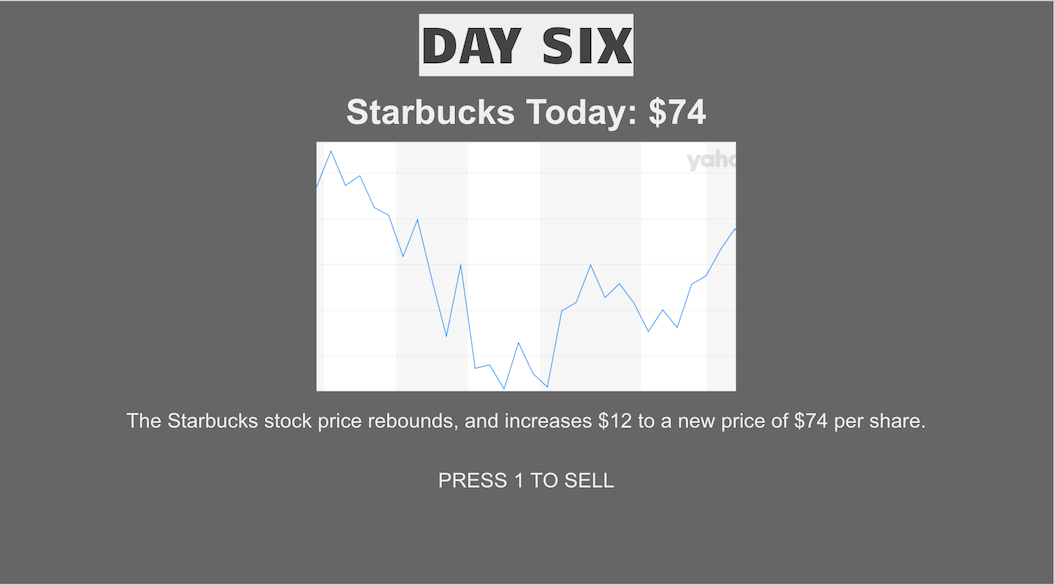 DAY SIX
Starbucks Today: $74
yaho
The Starbucks stock price rebounds, and increases $12 to a new price of $74 per share.
PRESS 1 TO SELL